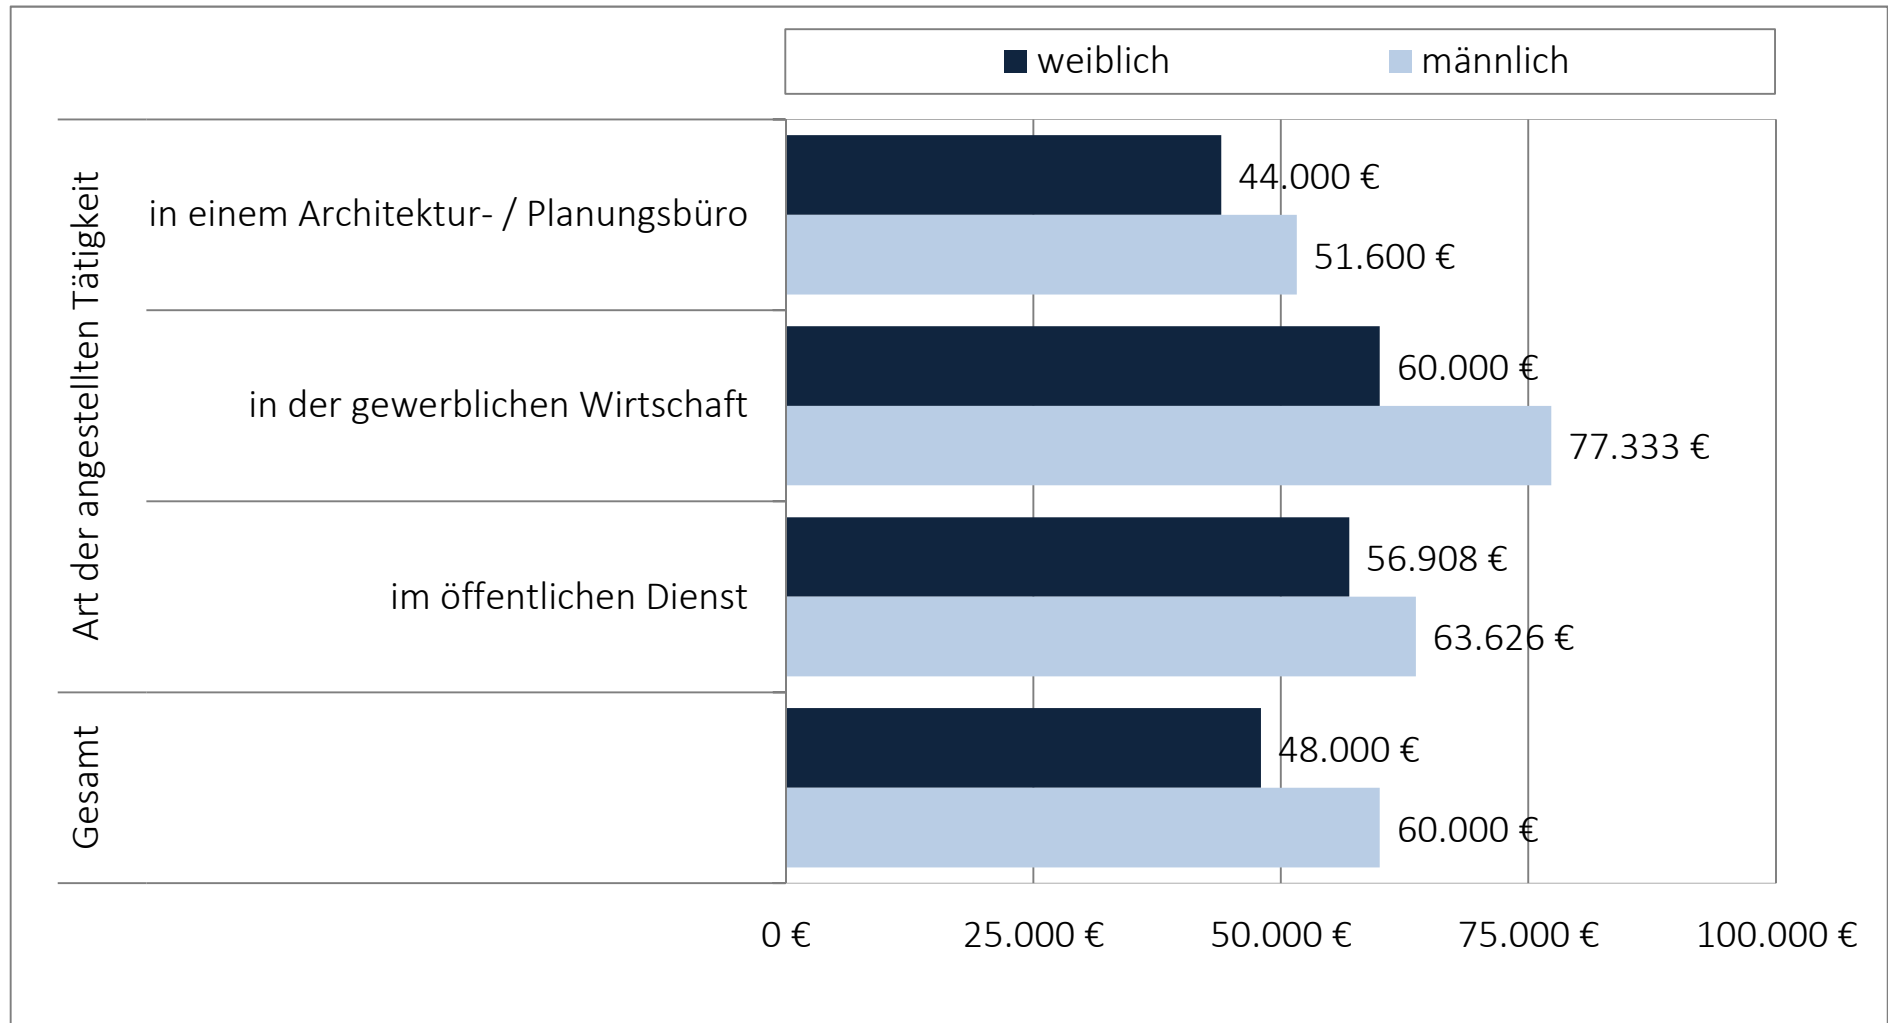 weiblich männlich
Art der angestellten Tätigkeit
in einem Architektur- / Planungsbüro
44.000 €
51.600 €
in der gewerblichen Wirtschaft
60.000 €
77.333 €
im öffentlichen Dienst
56.908 €
63.626 €
Gesamt
48.000 €
60.000 €
0 € 25.000 € 50.000 € 75.000 € 100.000 €